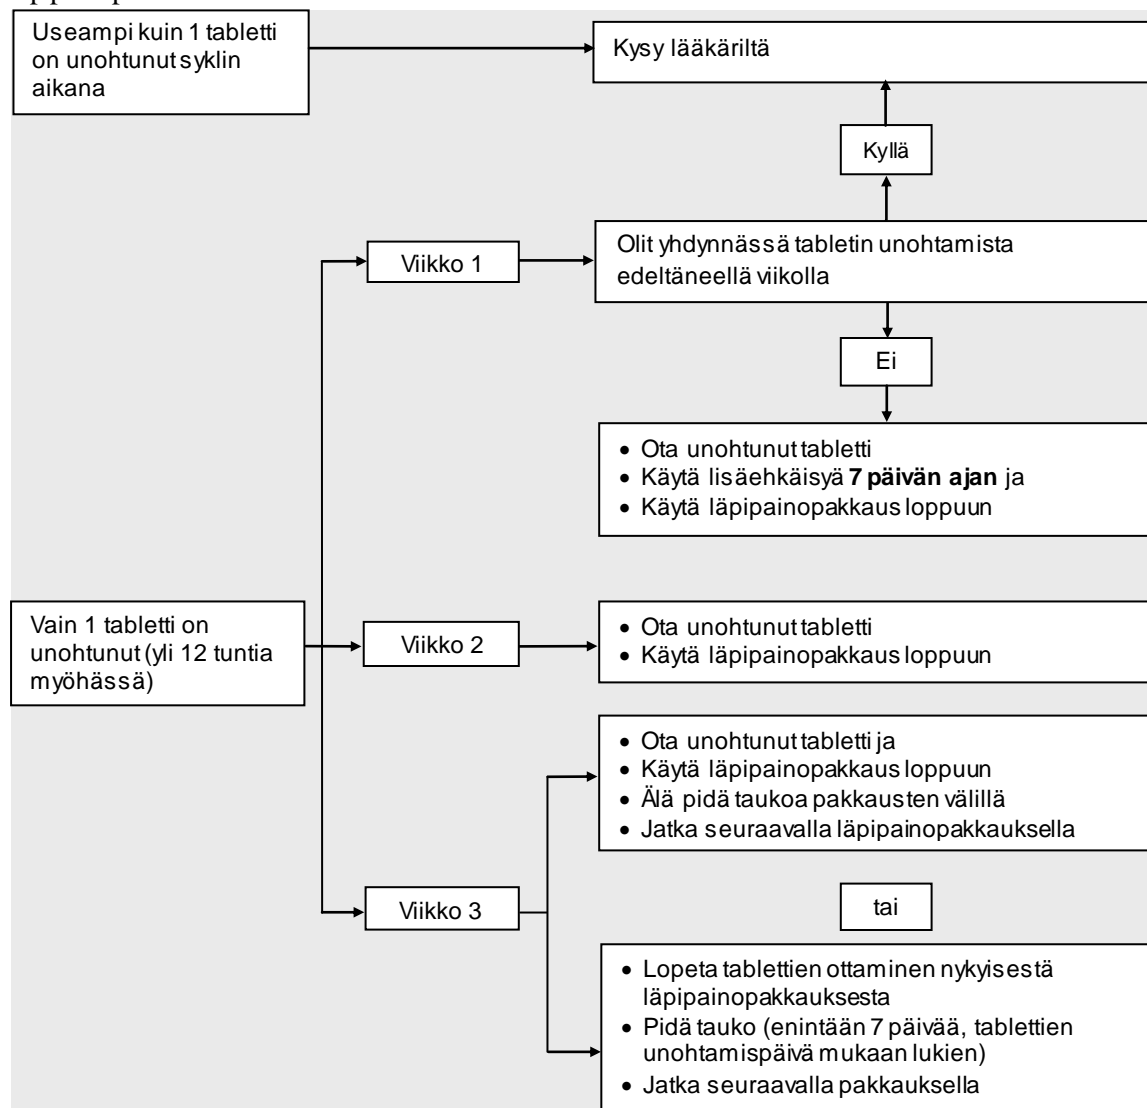 Useampi kuin 1 tabletti
on unohtunut syklin
aikana
Kysy lääkäriltä
Kyllä
Olit yhdynnässä tabletin unohtamista
edeltäneellä viikolla
Viikko 1
Ei
• Ota unohtunut tabletti
• Käytä lisäehkäisyä 7 päivän ajan ja
• Käytä läpipainopakkaus loppuun
Vain 1 tabletti on
unohtunut (yli 12 tuntia
myöhässä)
Viikko 2
• Ota unohtunut tabletti
• Käytä läpipainopakkaus loppuun
• Ota unohtunut tabletti ja
• Käytä läpipainopakkaus loppuun
• Älä pidä taukoa pakkausten välillä
• Jatka seuraavalla läpipainopakkauksella
Viikko 3
tai
• Lopeta tablettien ottaminen nykyisestä
läpipainopakkauksesta
• Pidä tauko (enintään 7 päivää, tablettien
unohtamispäivä mukaan lukien)
• Jatka seuraavalla pakkauksella